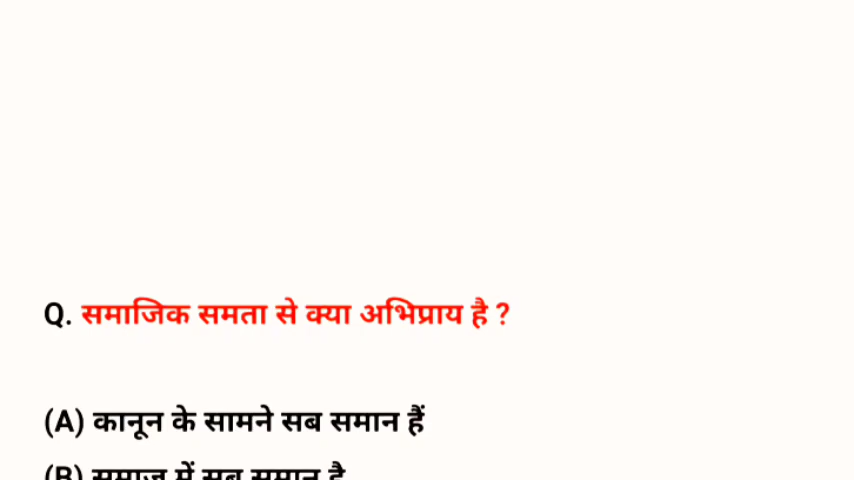 Q. समाजिक समता से क्या अभिप्राय है ?
(A) कानून के सामने सब समान हैं
(B) समाज में सब समान है